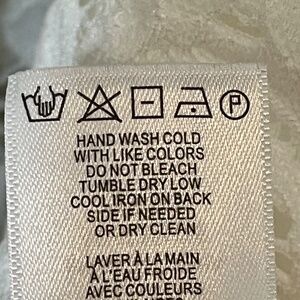 P
HAND WASH COLD
WITH LIKE COLORS
DO NOT BLEACH
TUMBLE DRY LOW
COOL IRON ON BACK
SIDE IF NEEDED
OR DRY CLEAN
LAVER À LA MAIN
À L'EAU FROIDE
AVEC COULEURS